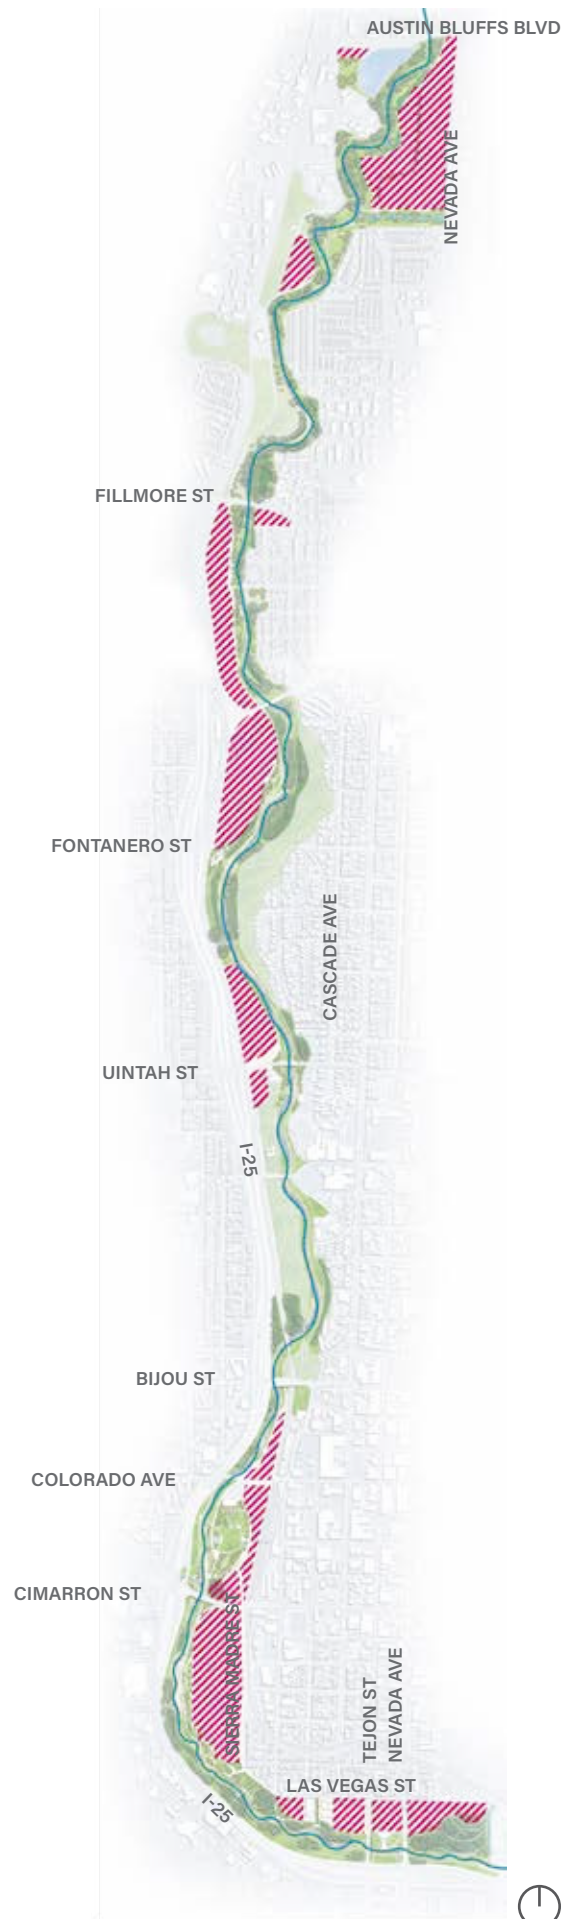 AUSTIN BLUFFS BLVD
NEVADA AVE
FILLMORE ST
FONTANERO ST
CASCADE AVE
UINTAH ST
I-25
BIJOU ST
COLORADO AVE
CIMARRON ST
SIERRA MADRE ST
TEJON ST
NEVADA AVE
LAS VEGAS ST
I-25